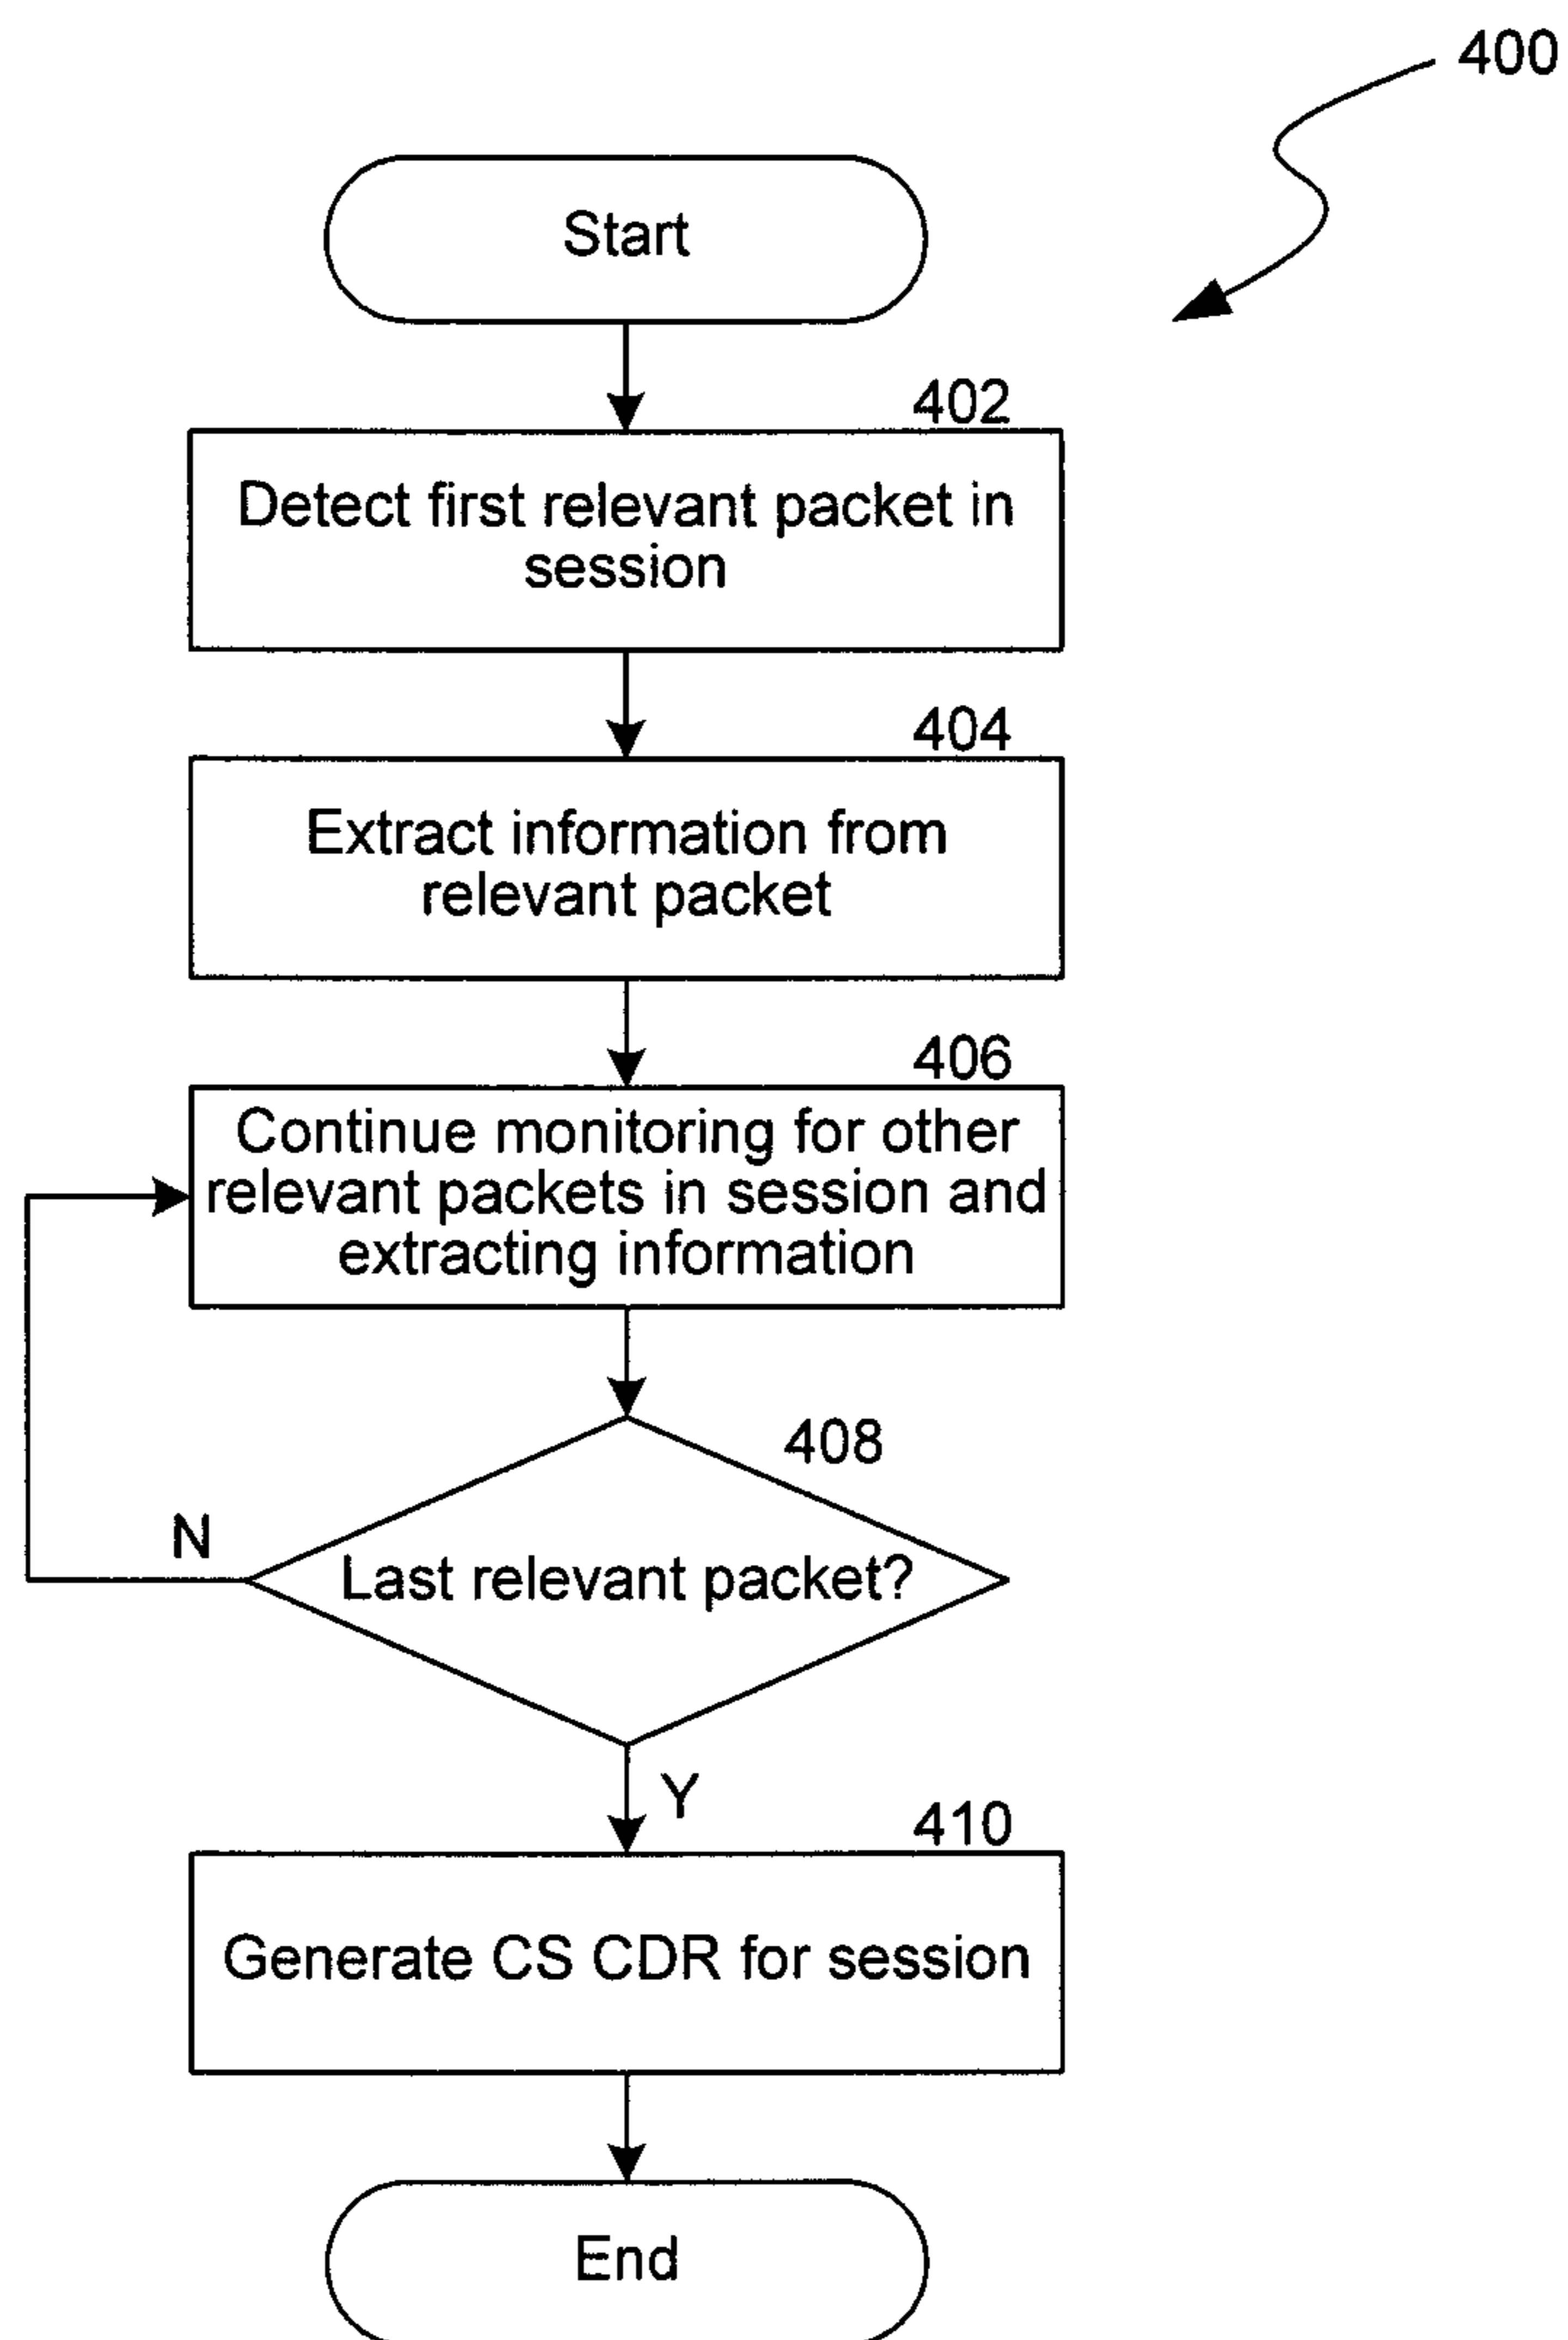 400
Start
402
Detect first relevant packet in
session
404
Extract information from
relevant packet
406
Continue monitoring for other
relevant packets in session and
extracting information
408
N
Last relevant packet?
Y
410
Generate CS CDR for session
End